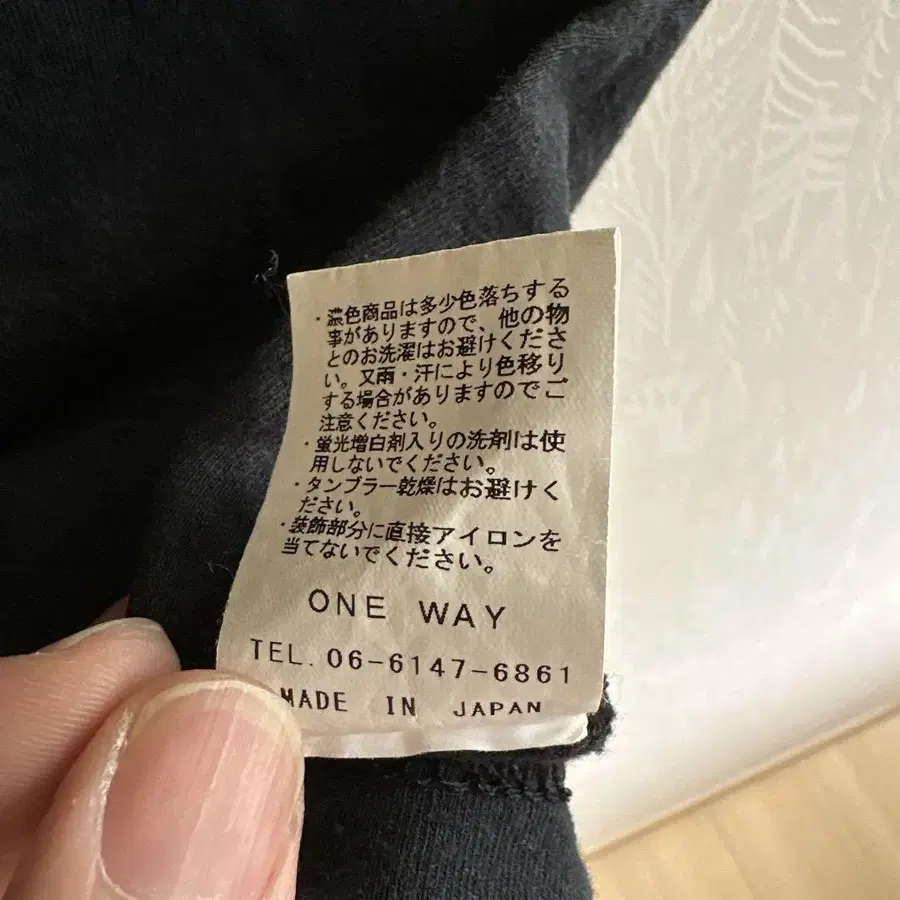 ・濃色商品は多少色落ちする
事がありますので、他の物
とのお洗濯はお避けくださ
い。又雨・汗により色移り
する場合がありますのでご
注意ください。
・蛍光増白剤入りの洗剤は使
用しないでください。
・タンブラー乾燥はお避けく
ださい。
・装飾部分に直接アイロンを
当てないでください。
ONE WAY
TEL. 06-6147-6861
MADE IN JAPAN